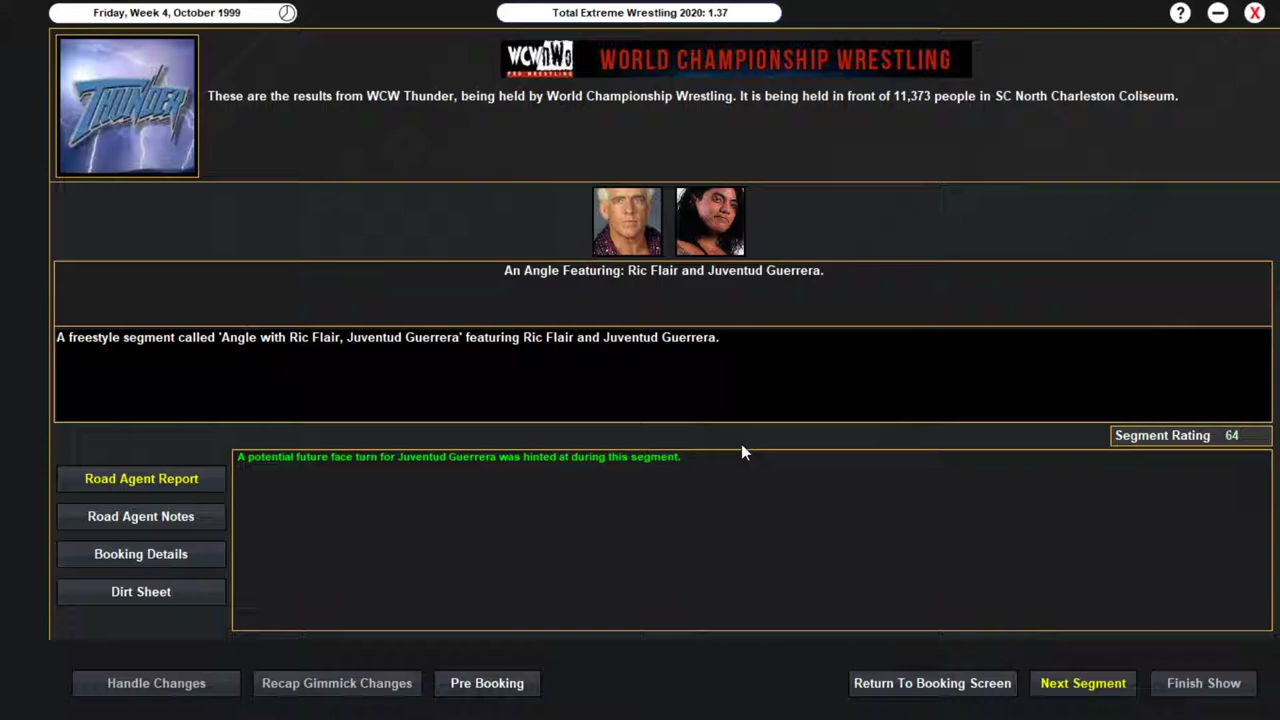 Friday, Week 4, October 1999
Total Extreme Wrestling 2020: 1.37
?
X
THUNDER
WCW nWo
PRO WRESTLING
WORLD CHAMPIONSHIP WRESTLING
These are the results from WCW Thunder, being held by World Championship Wrestling. It is being held in front of 11,373 people in SC North Charleston Coliseum.
An Angle Featuring: Ric Flair and Juventud Guerrera.
A freestyle segment called 'Angle with Ric Flair, Juventud Guerrera' featuring Ric Flair and Juventud Guerrera.
Segment Rating 64
A potential future face turn for Juventud Guerrera was hinted at during this segment.
Road Agent Report
Road Agent Notes
Booking Details
Dirt Sheet
Handle Changes
Recap Gimmick Changes
Pre Booking
Return To Booking Screen
Next Segment
Finish Show